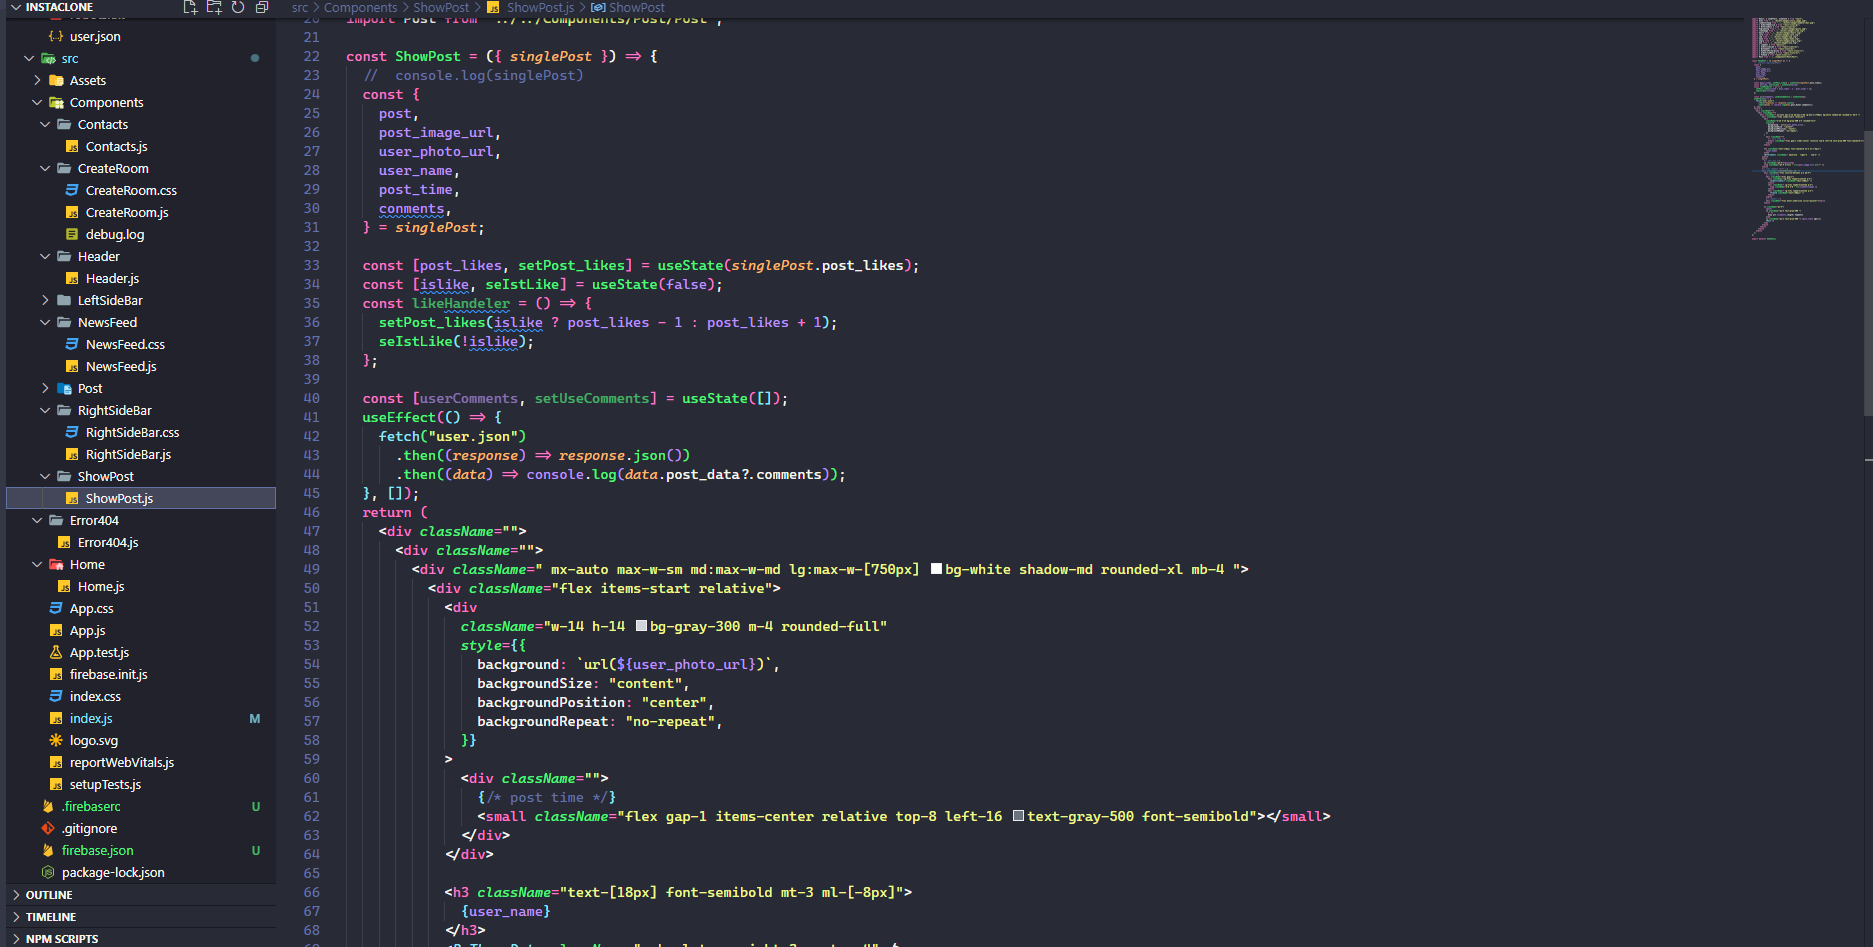 INSTACLONE
user.json
src
Assets
Components
Contacts
Contacts.js
CreateRoom
CreateRoom.css
CreateRoom.js
debug.log
Header
Header.js
LeftSideBar
NewsFeed
NewsFeed.css
NewsFeed.js
Post
RightSideBar
RightSideBar.css
RightSideBar.js
ShowPost
ShowPost.js
Error404
Error404.js
Home
Home.js
App.css
App.js
App.test.js
firebase.init.js
index.css
index.js M
logo.svg
reportWebVitals.js
setupTests.js
.firebaserc U
.gitignore
firebase.json U
package-lock.json
OUTLINE
TIMELINE
NPM SCRIPTS
src > Components > ShowPost > JS ShowPost.js > ShowPost
20 import Post from "../../Components/Post/Post";
21
22 const ShowPost = ({ singlePost }) => {
23 // console.log(singlePost)
24 const {
25 post,
26 post_image_url,
27 user_photo_url,
28 user_name,
29 post_time,
30 conments,
31 } = singlePost;
32
33 const [post_likes, setPost_likes] = useState(singlePost.post_likes);
34 const [islike, seIstLike] = useState(false);
35 const likeHandeler = () => {
36 setPost_likes(islike ? post_likes - 1 : post_likes + 1);
37 seIstLike(!islike);
38 };
39
40 const [userComments, setUseComments] = useState([]);
41 useEffect(() => {
42 fetch("user.json")
43 .then((response) => response.json())
44 .then((data) => console.log(data.post_data?.comments));
45 }, []);
46 return (
47 <div className="">
48 <div className="">
49 <div className=" mx-auto max-w-sm md:max-w-md lg:max-w-[750px] bg-white shadow-md rounded-xl mb-4 ">
50 <div className="flex items-start relative">
51 <div
52 className="w-14 h-14 bg-gray-300 m-4 rounded-full"
53 style={{
54 background: `url(${user_photo_url})`,
55 backgroundSize: "content",
56 backgroundPosition: "center",
57 backgroundRepeat: "no-repeat",
58 }}
59 >
60 <div className="">
61 {/* post time */}
62 <small className="flex gap-1 items-center relative top-8 left-16 text-gray-500 font-semibold"></small>
63 </div>
64 </div>
65
66 <h3 className="text-[18px] font-semibold mt-3 ml-[-8px]">
67 {user_name}
68 </h3>